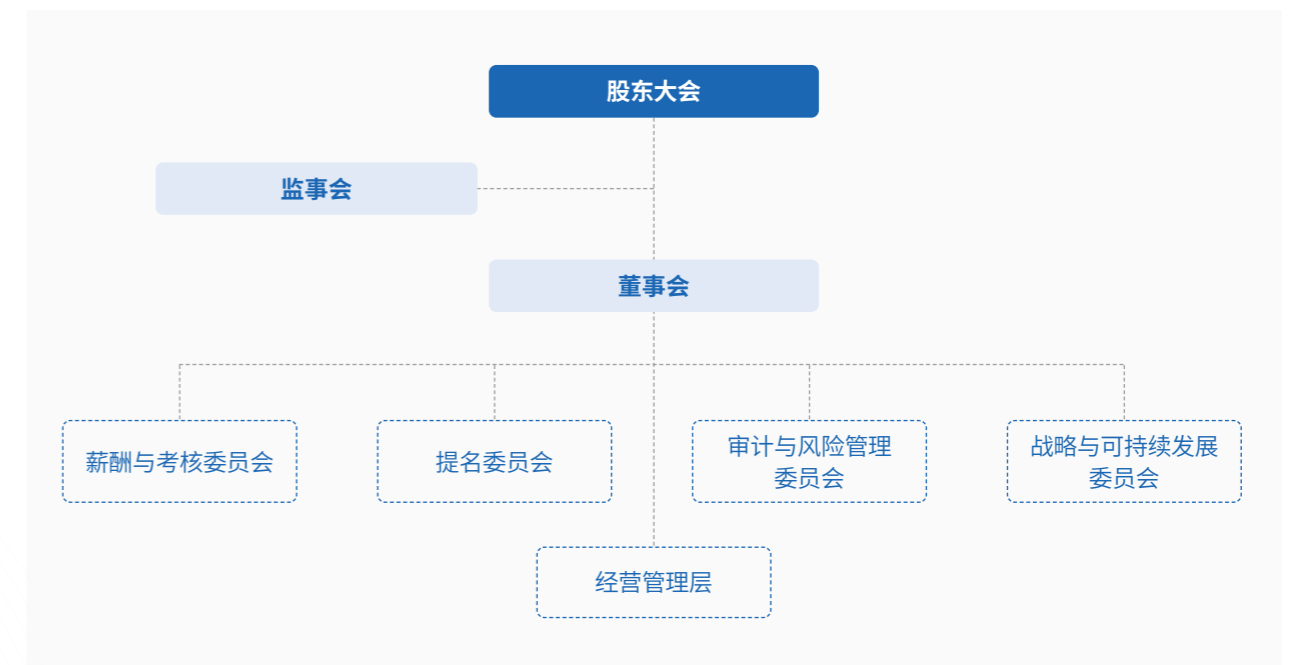 股东大会
监事会
董事会
薪酬与考核委员会
提名委员会
审计与风险管理
委员会
战略与可持续发展
委员会
经营管理层